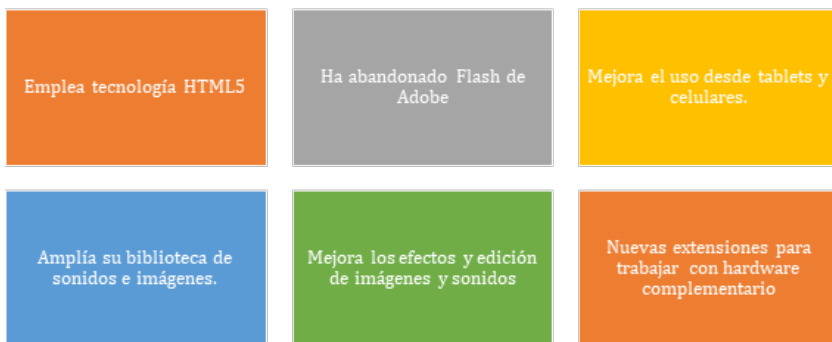 Emplea tecnología HTML5
Ha abandonado Flash de
Adobe
Mejora el uso desde tablets y
celulares.
Amplía su biblioteca de
sonidos e imágenes.
Mejora los efectos y edición
de imágenes y sonidos
Nuevas extensiones para
trabajar con hardware
complementario